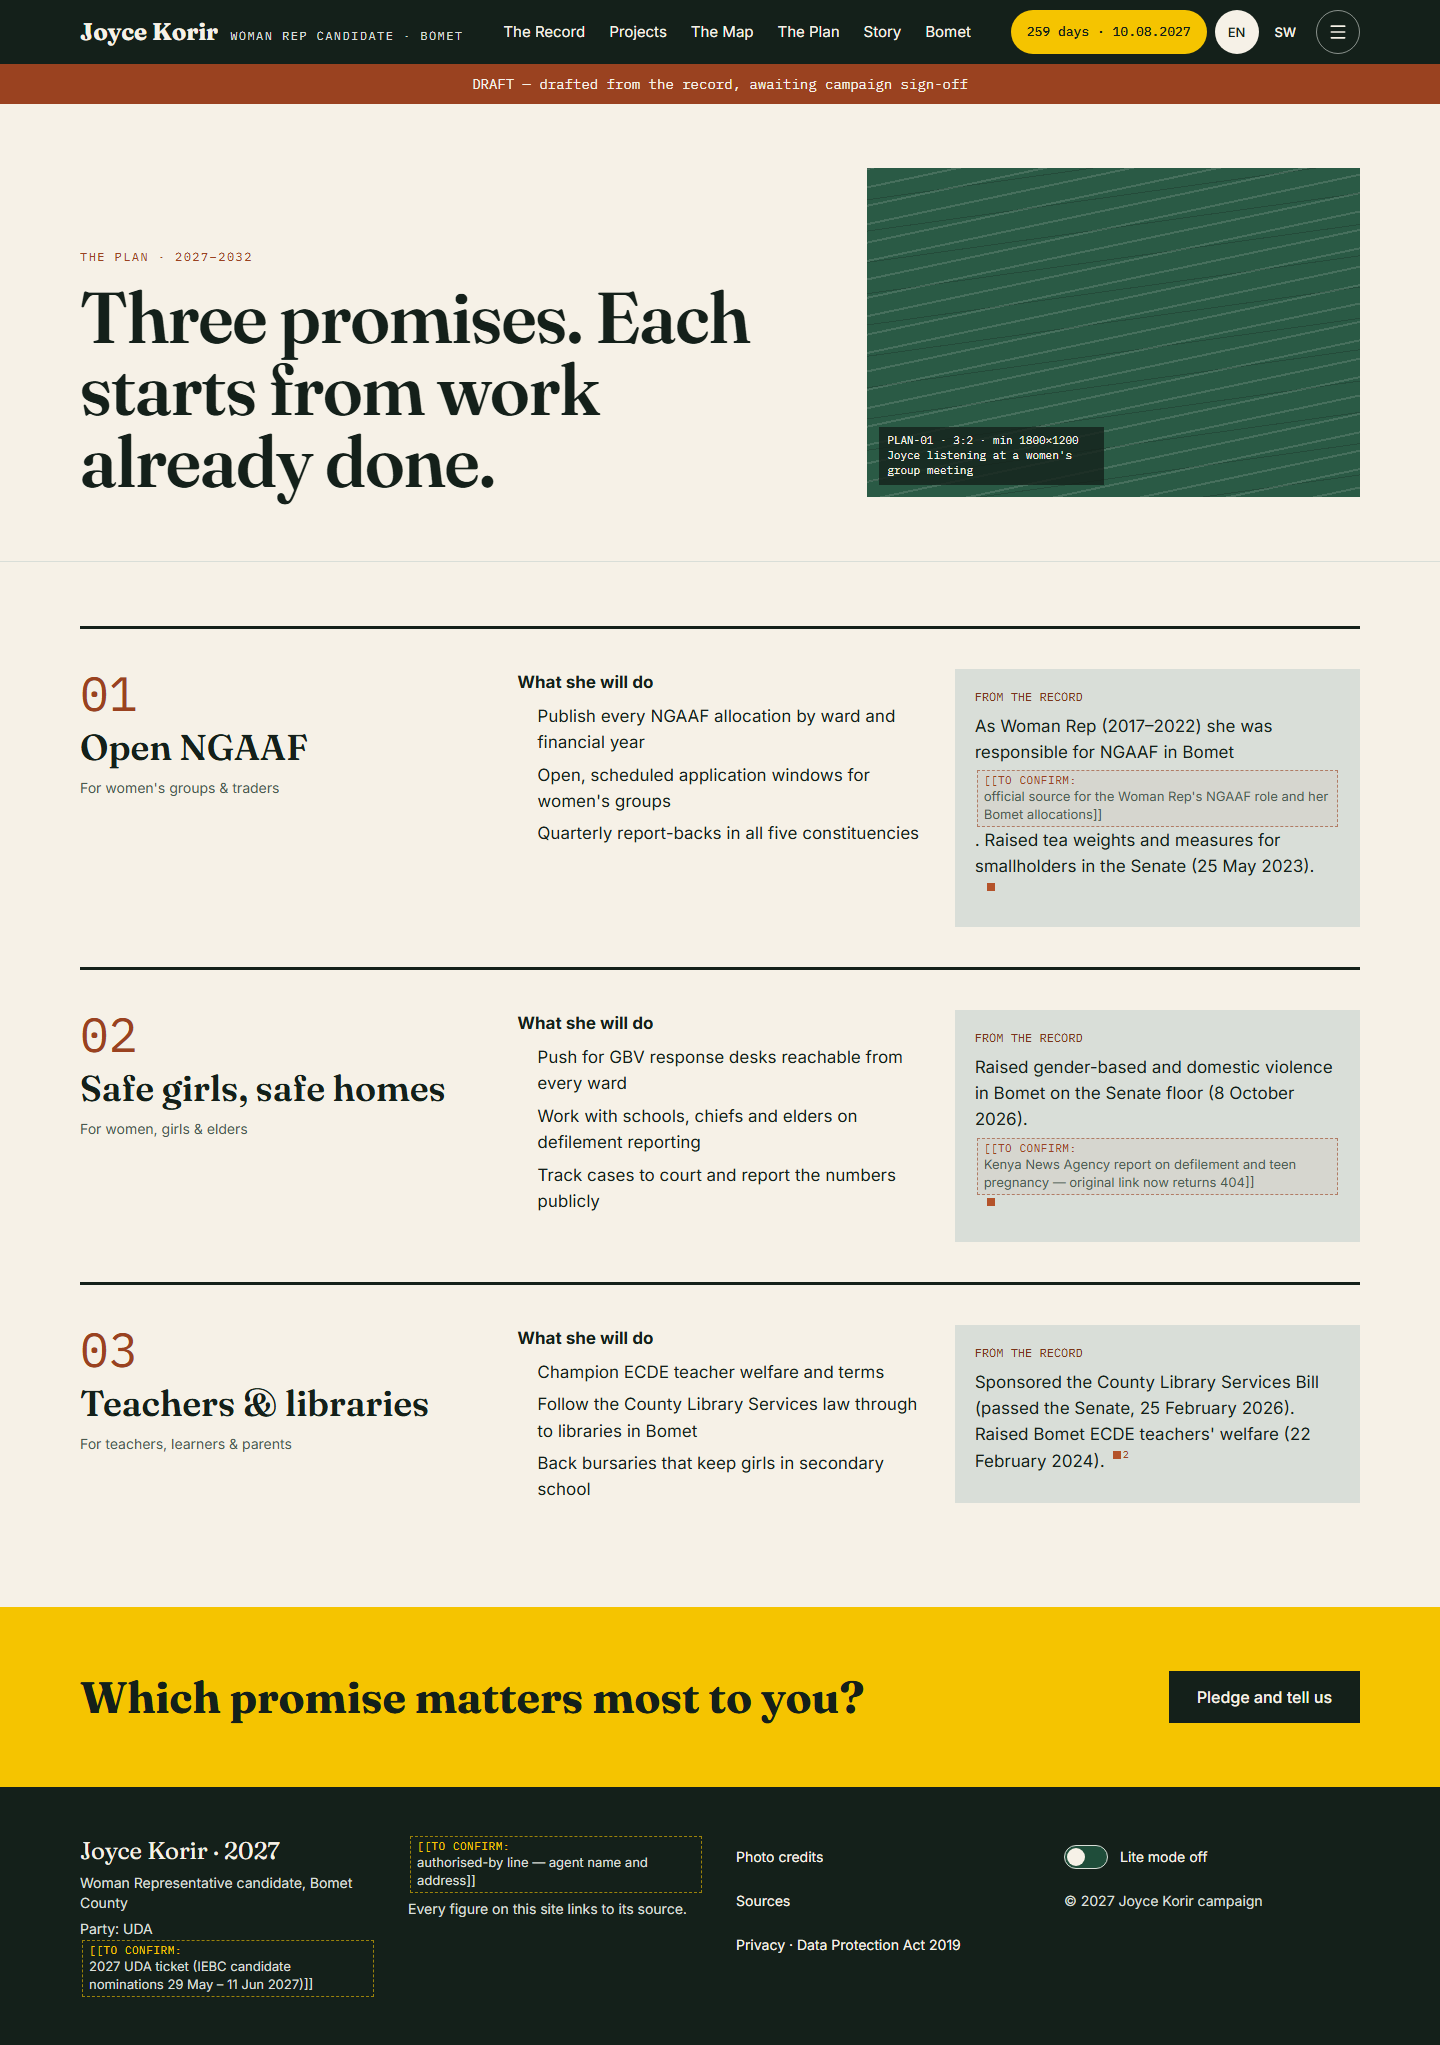 Joyce Korir WOMAN REP CANDIDATE · BOMET The Record Projects The Map The Plan Story Bomet 259 days · 10.08.2027 EN SW
DRAFT — drafted from the record, awaiting campaign sign-off
THE PLAN · 2027–2032
Three promises. Each
starts from work
already done.
PLAN-01 · 3:2 · min 1800×1200
Joyce listening at a women's
group meeting
01
Open NGAAF
For women's groups & traders
What she will do
Publish every NGAAF allocation by ward and
financial year
Open, scheduled application windows for
women's groups
Quarterly report-backs in all five constituencies
FROM THE RECORD
As Woman Rep (2017–2022) she was
responsible for NGAAF in Bomet
[[TO CONFIRM:
official source for the Woman Rep's NGAAF role and her
Bomet allocations]]
. Raised tea weights and measures for
smallholders in the Senate (25 May 2023).
02
Safe girls, safe homes
For women, girls & elders
What she will do
Push for GBV response desks reachable from
every ward
Work with schools, chiefs and elders on
defilement reporting
Track cases to court and report the numbers
publicly
FROM THE RECORD
Raised gender-based and domestic violence
in Bomet on the Senate floor (8 October
2026).
[[TO CONFIRM:
Kenya News Agency report on defilement and teen
pregnancy — original link now returns 404]]
03
Teachers & libraries
For teachers, learners & parents
What she will do
Champion ECDE teacher welfare and terms
Follow the County Library Services law through
to libraries in Bomet
Back bursaries that keep girls in secondary
school
FROM THE RECORD
Sponsored the County Library Services Bill
(passed the Senate, 25 February 2026).
Raised Bomet ECDE teachers' welfare (22
February 2024). 2
Which promise matters most to you?
Pledge and tell us
Joyce Korir · 2027
Woman Representative candidate, Bomet
County
Party: UDA
[[TO CONFIRM:
2027 UDA ticket (IEBC candidate
nominations 29 May – 11 Jun 2027)]]
[[TO CONFIRM:
authorised-by line — agent name and
address]]
Every figure on this site links to its source.
Photo credits
Sources
Privacy · Data Protection Act 2019
Lite mode off
© 2027 Joyce Korir campaign